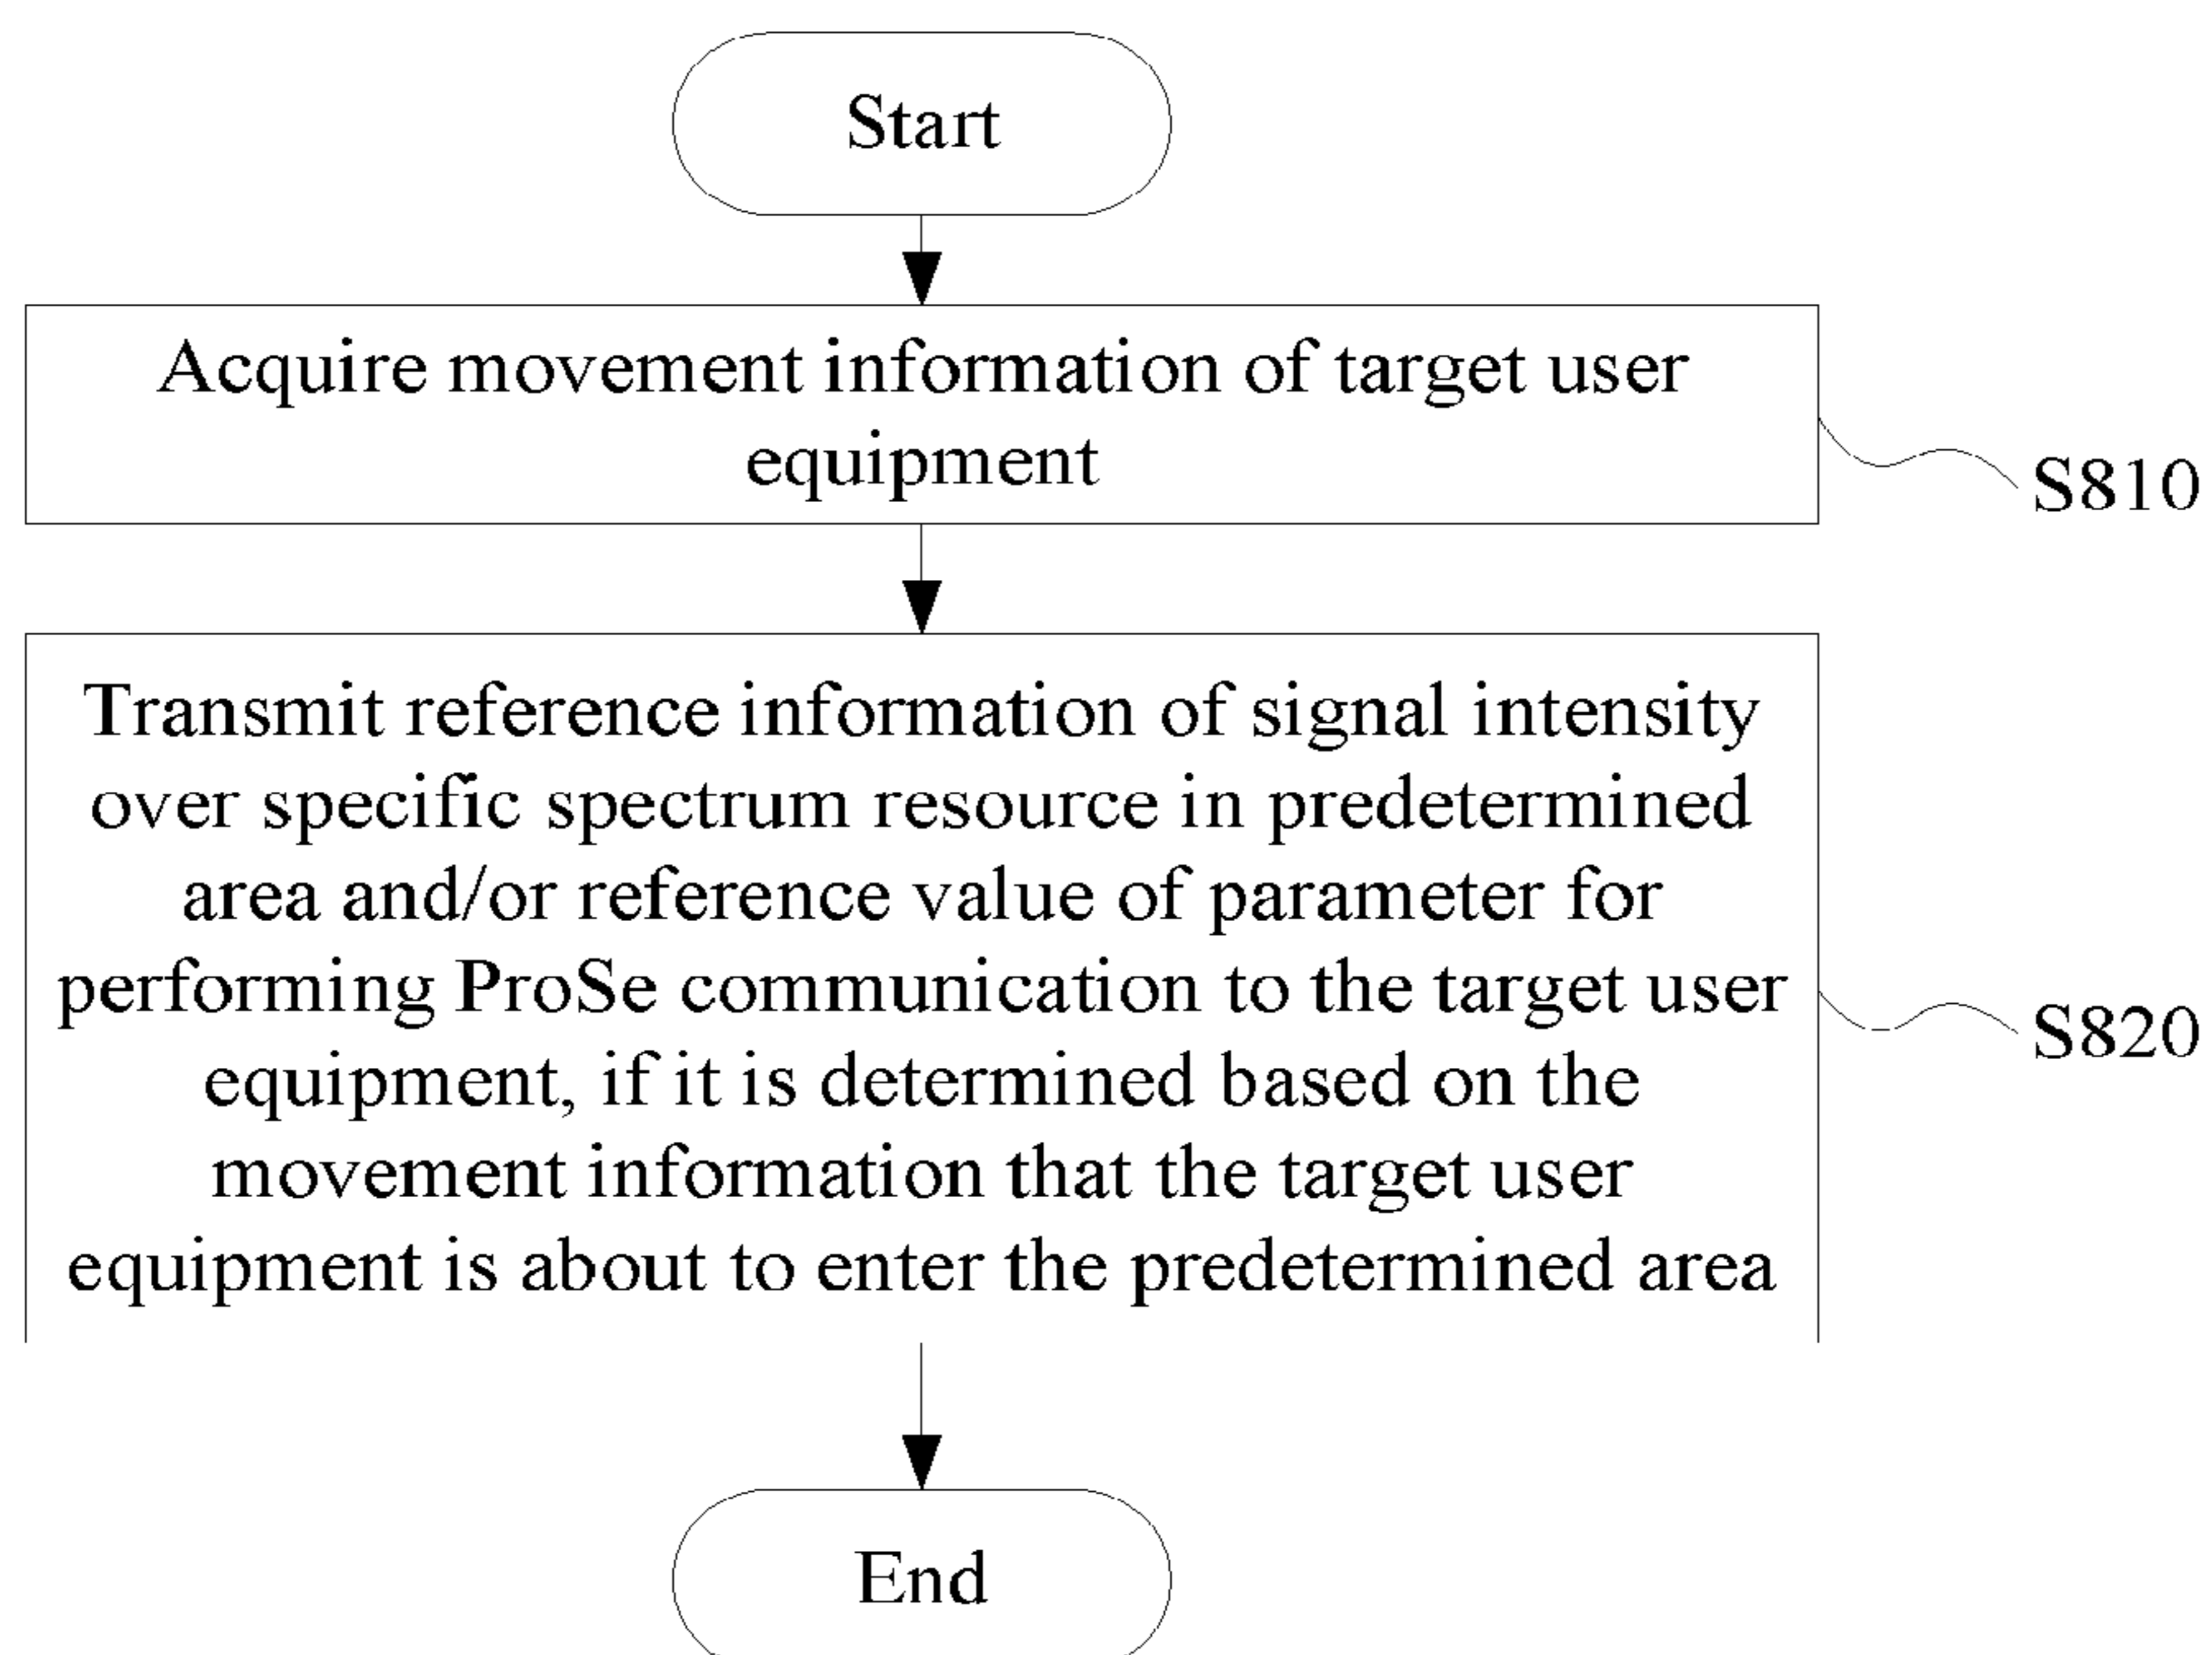 Start
Acquire movement information of target user
equipment
S810
Transmit reference information of signal intensity
over specific spectrum resource in predetermined
area and/or reference value of parameter for
performing ProSe communication to the target user
equipment, if it is determined based on the
movement information that the target user
equipment is about to enter the predetermined area
S820
End